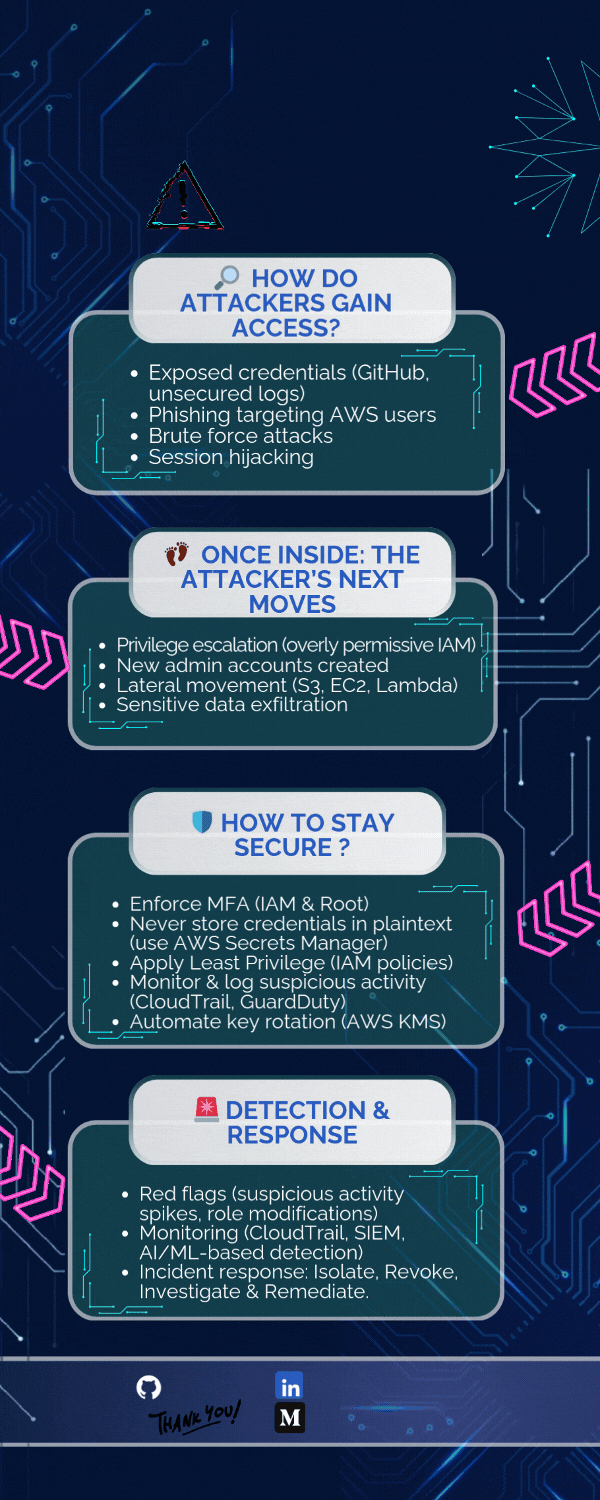 HOW DO
ATTACKERS GAIN
ACCESS?
• Exposed credentials (GitHub,
unsecured logs)
• Phishing targeting AWS users
• Brute force attacks
• Session hijacking
ONCE INSIDE: THE
ATTACKER'S NEXT
MOVES
• Privilege escalation (overly permissive IAM)
• New admin accounts created
• Lateral movement (S3, EC2, Lambda)
• Sensitive data exfiltration
HOW TO STAY
SECURE ?
• Enforce MFA (IAM & Root)
• Never store credentials in plaintext
(use AWS Secrets Manager)
• Apply Least Privilege (IAM policies)
• Monitor & log suspicious activity
(CloudTrail, GuardDuty)
• Automate key rotation (AWS KMS)
DETECTION &
RESPONSE
• Red flags (suspicious activity
spikes, role modifications)
• Monitoring (CloudTrail, SIEM,
AI/ML-based detection)
• Incident response: Isolate, Revoke,
Investigate & Remediate.
in
THANK YOU!
M